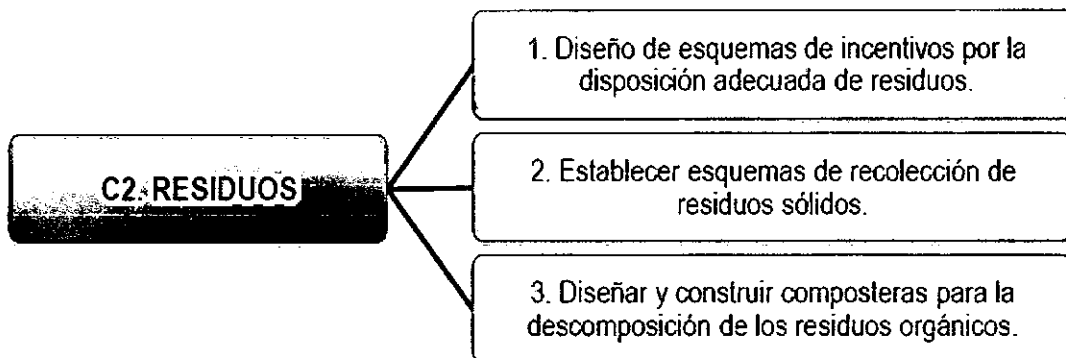 C2. RESIDUOS
1. Diseño de esquemas de incentivos por la
disposición adecuada de residuos.
2. Establecer esquemas de recolección de
residuos sólidos.
3. Diseñar y construir composteras para la
descomposición de los residuos orgánicos.